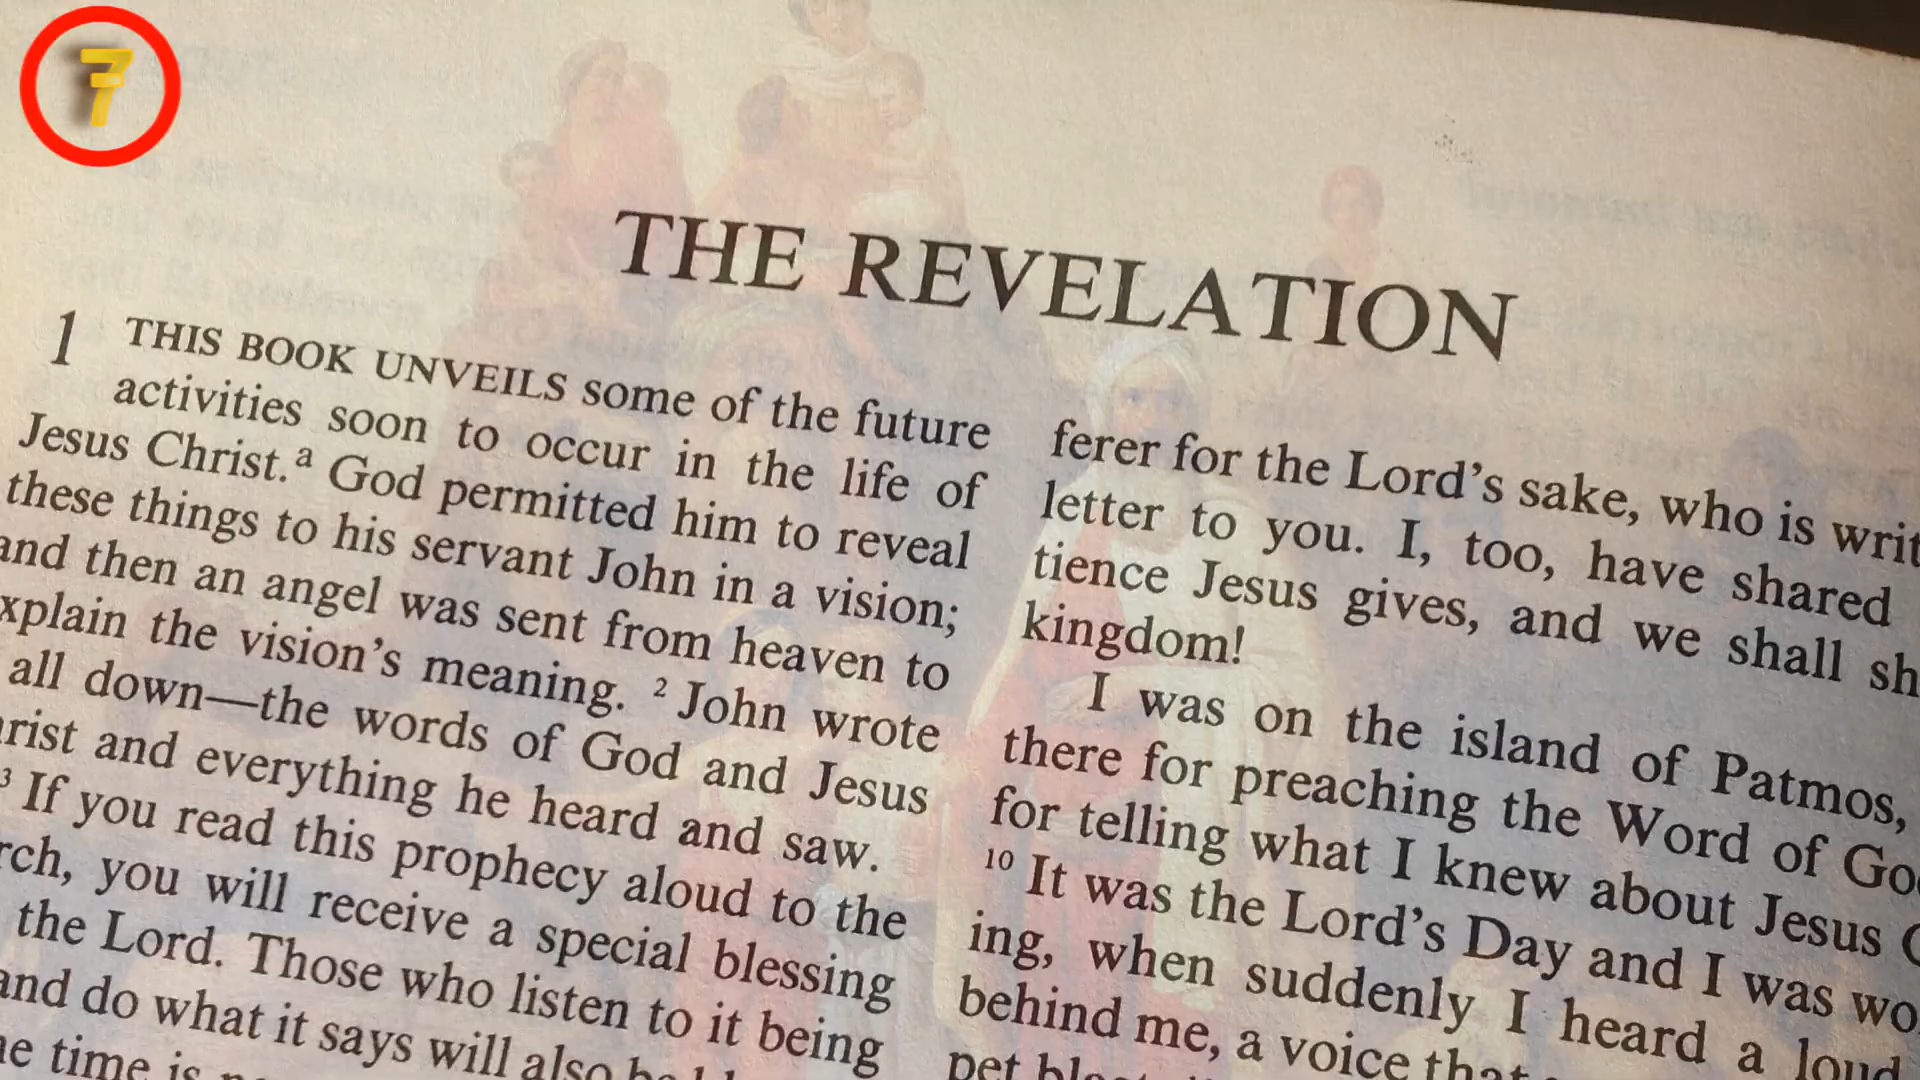 7
THE REVELATION
1 THIS BOOK UNVEILS some of the future
activities soon to occur in the life of
Jesus Christ.ª God permitted him to reveal
these things to his servant John in a vision;
and then an angel was sent from heaven to
xplain the vision's meaning. ² John wrote
all down—the words of God and Jesus
rist and everything he heard and saw.
³ If you read this prophecy aloud to the
rch, you will receive a special blessing
the Lord. Those who listen to it being
and do what it says will also
time is
ferer for the Lord's sake, who is writ
letter to you. I, too, have shared
tience Jesus gives, and we shall sh
kingdom!
I was on the island of Patmos,
there for preaching the Word of Go
for telling what I knew about Jesus C
¹⁰ It was the Lord's Day and I was wo
ing, when suddenly I heard a loud
behind me, a voice that
pet